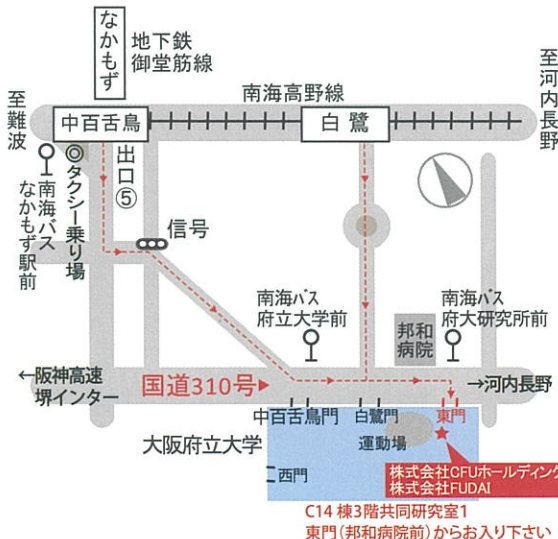 なかもず
地下鉄
御堂筋線
南海高野線
至難波
中百舌鳥
白鷺
至河内長野
出口⑤
◎タクシー乗り場
南海バス
なかもず駅前
信号
南海バス
府立大学前
邦和
病院
南海バス
府大研究所前
←阪神高速
堺インター
国道310号
→河内長野
中百舌鳥門
白鷺門
東門
大阪府立大学
運動場
西門
株式会社CFUホールディング
株式会社FUDAI
C14 棟3階共同研究室1
東門(邦和病院前)からお入り下さい